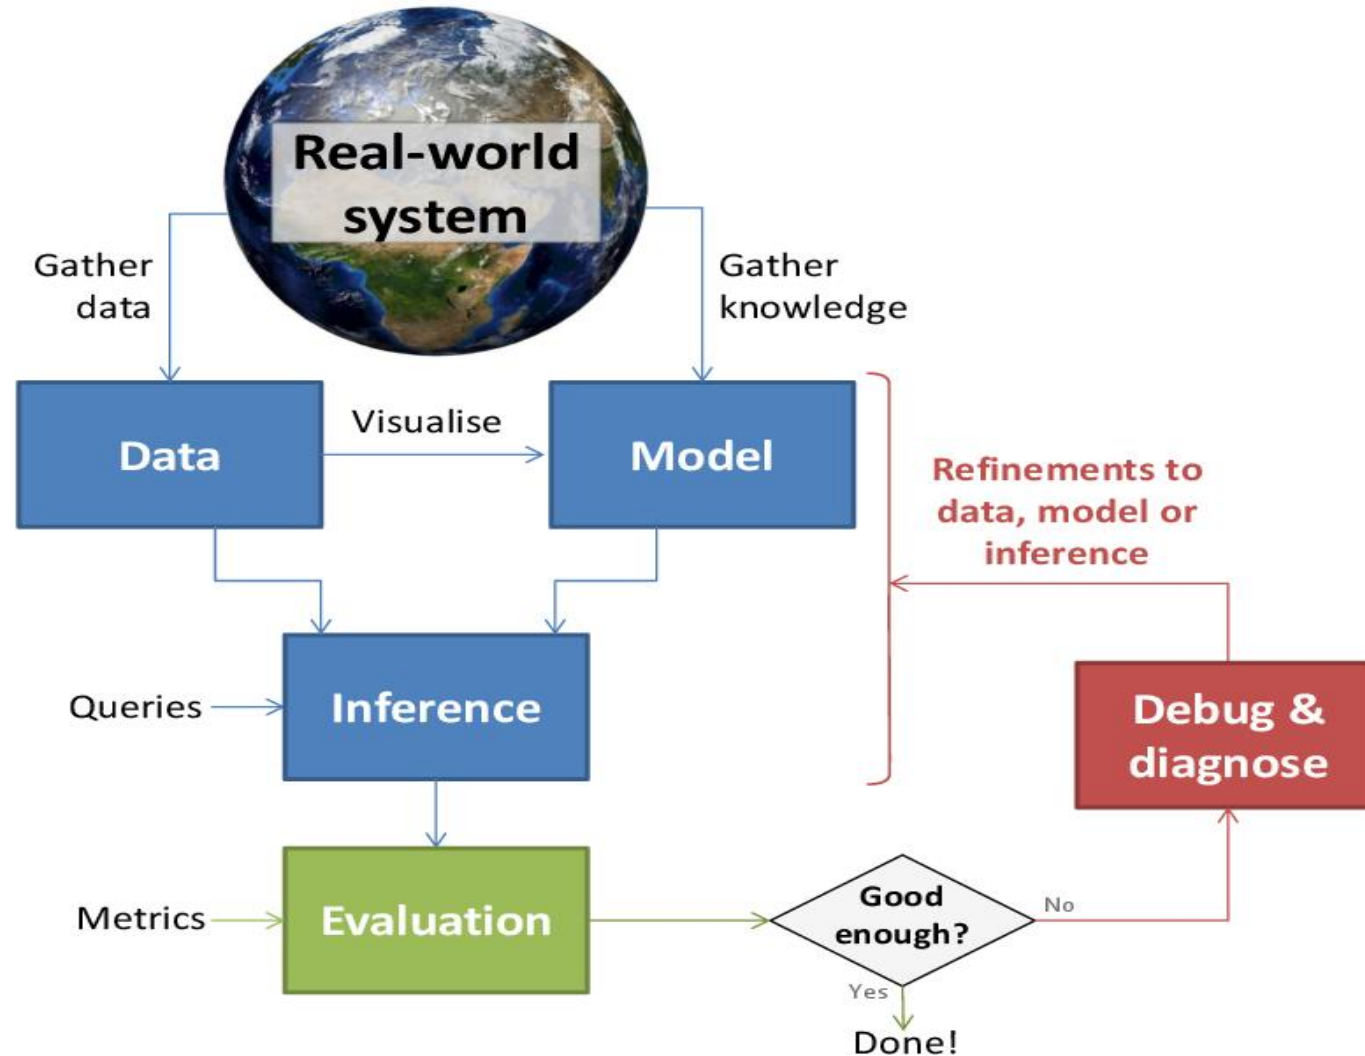 Real-world
system
Gather
data
Gather
knowledge
Data
Visualise
Model
Refinements to
data, model or
inference
Queries
Inference
Debug &
diagnose
Metrics
Evaluation
Good
enough?
No
Yes
Done!